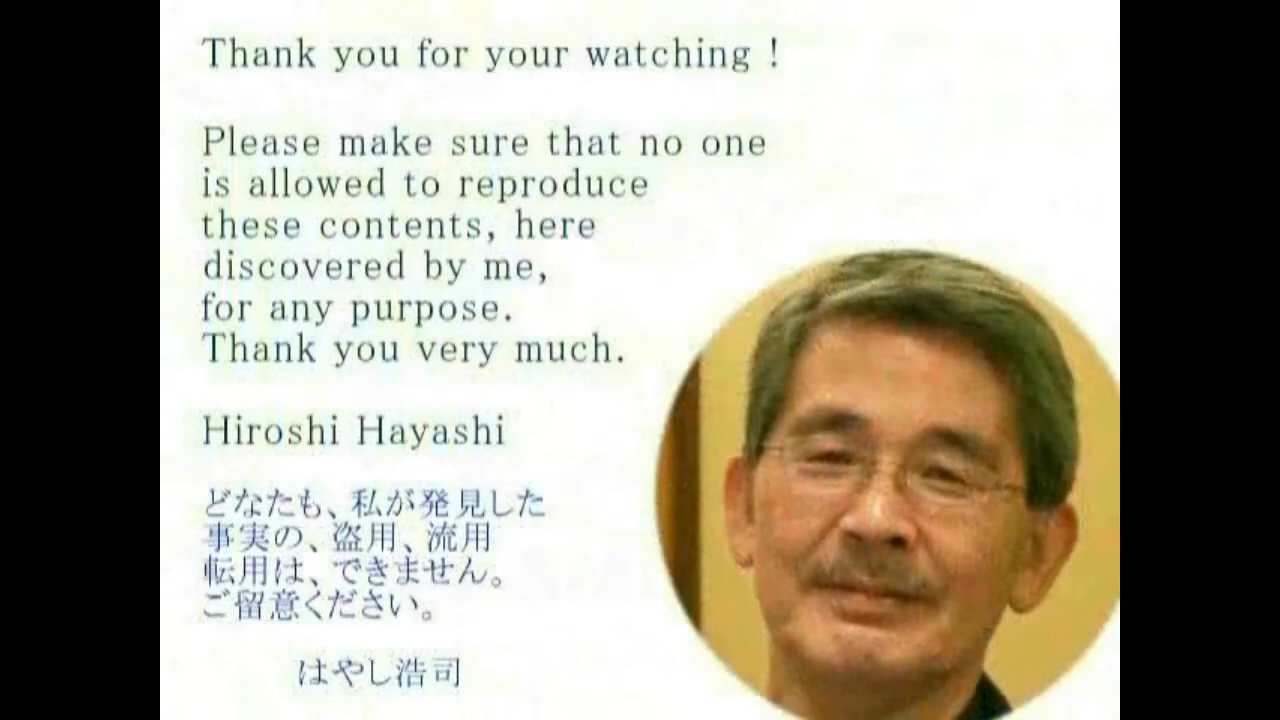 Thank you for your watching !
Please make sure that no one
is allowed to reproduce
these contents, here
discovered by me,
for any purpose.
Thank you very much.
Hiroshi Hayashi
どなたも、私が発見した
事実の、盗用、流用
転用は、できません。
ご留意ください。
はやし浩司